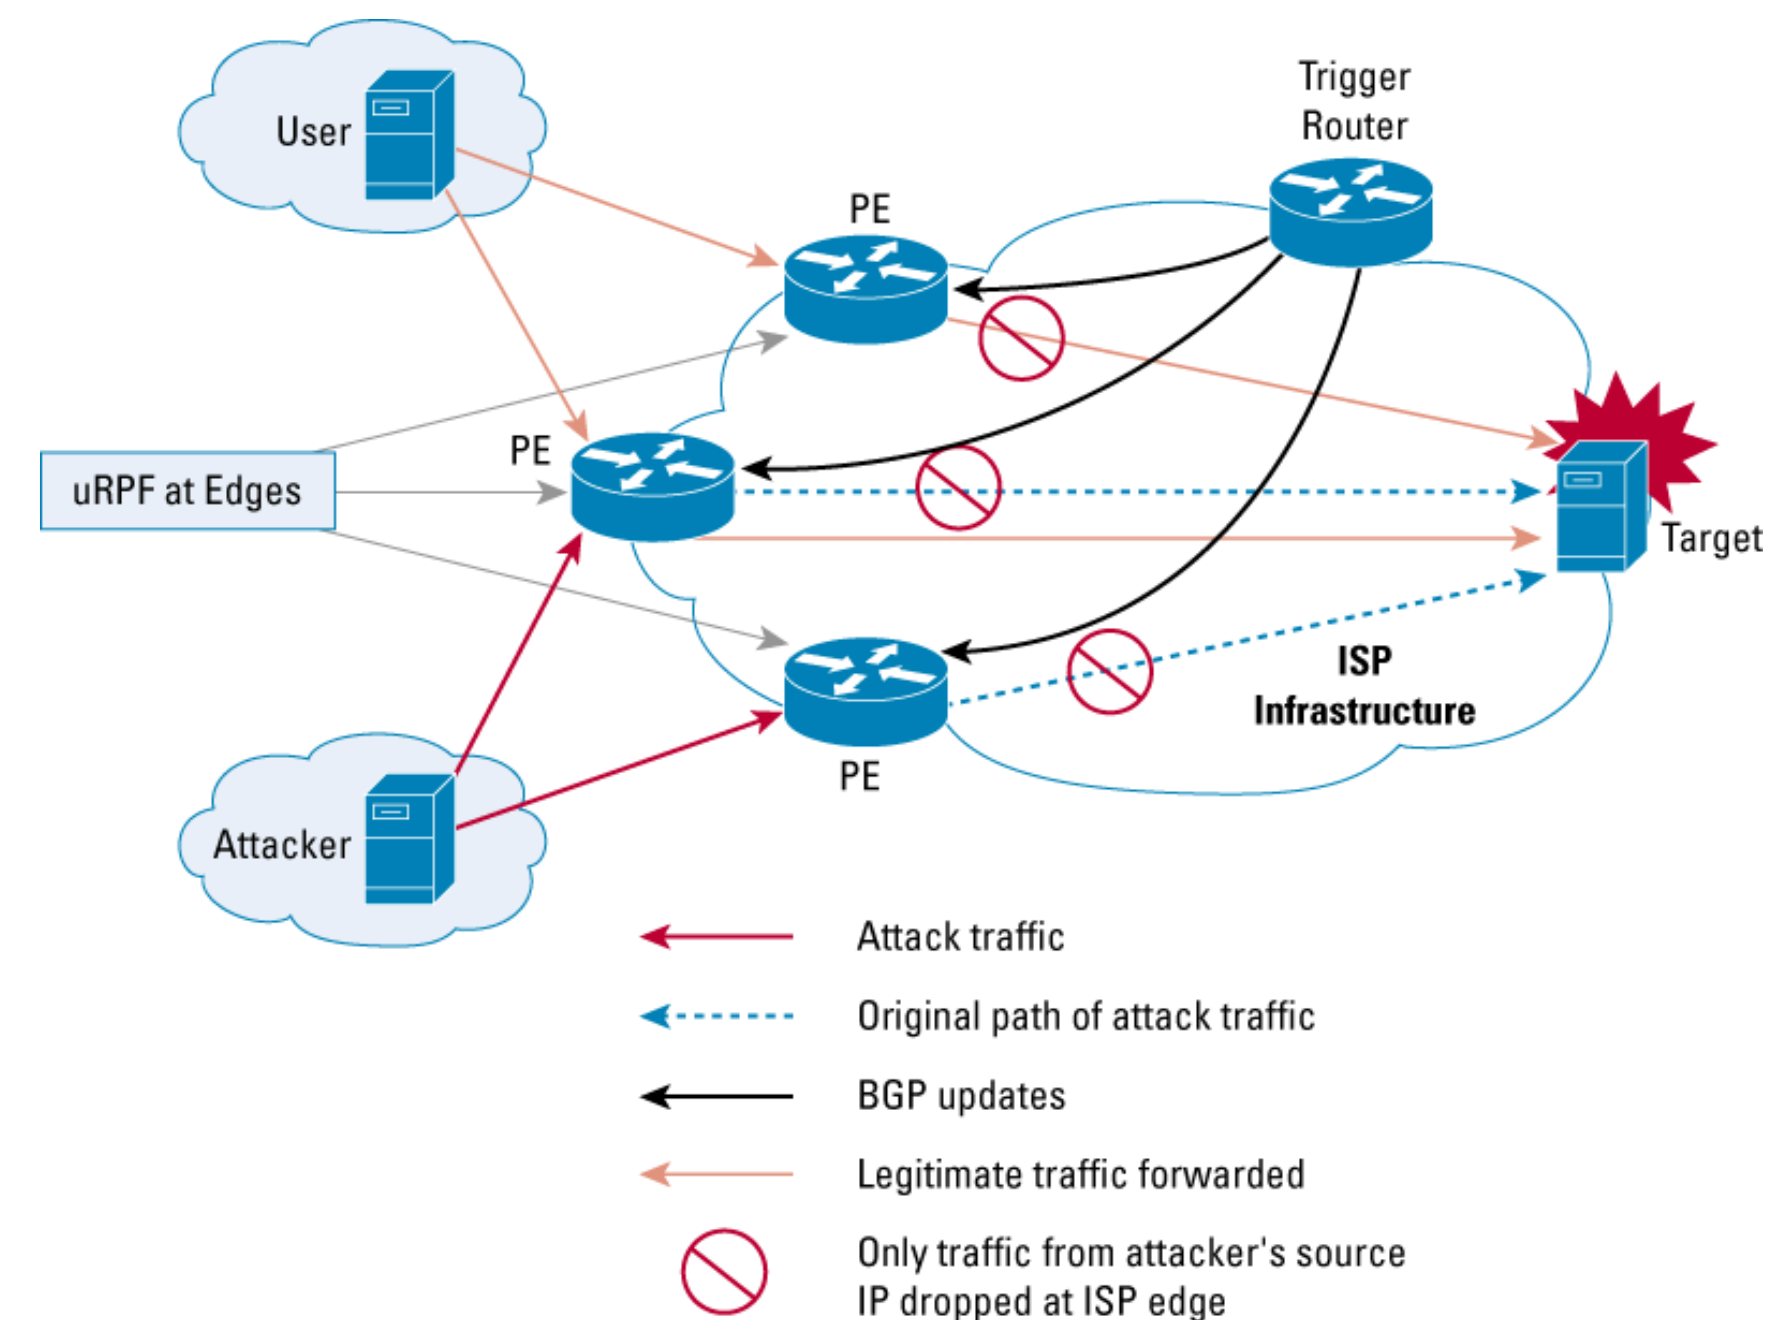 Trigger
Router
User
PE
PE
uRPF at Edges
Target
ISP
Infrastructure
PE
Attacker
Attack traffic
Original path of attack traffic
BGP updates
Legitimate traffic forwarded
Only traffic from attacker's source
IP dropped at ISP edge